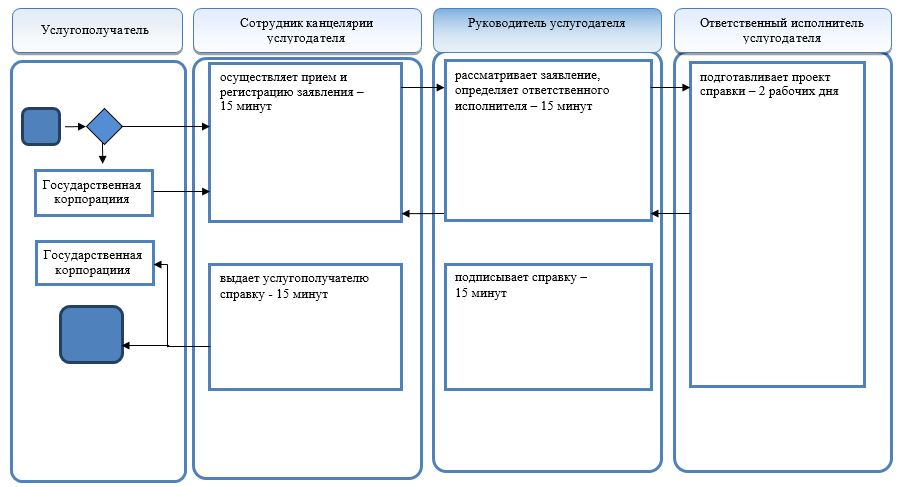 Услугополучатель
Сотрудник канцелярии
услугодателя
Руководитель услугодателя
Ответственный исполнитель
услугодателя
осуществляет прием и
регистрацию заявления –
15 минут
рассматривает заявление,
определяет ответственного
исполнителя – 15 минут
подготавливает проект
справки – 2 рабочих дня
Государственная
корпорациия
Государственная
корпорациия
выдает услугополучателю
справку - 15 минут
подписывает справку –
15 минут